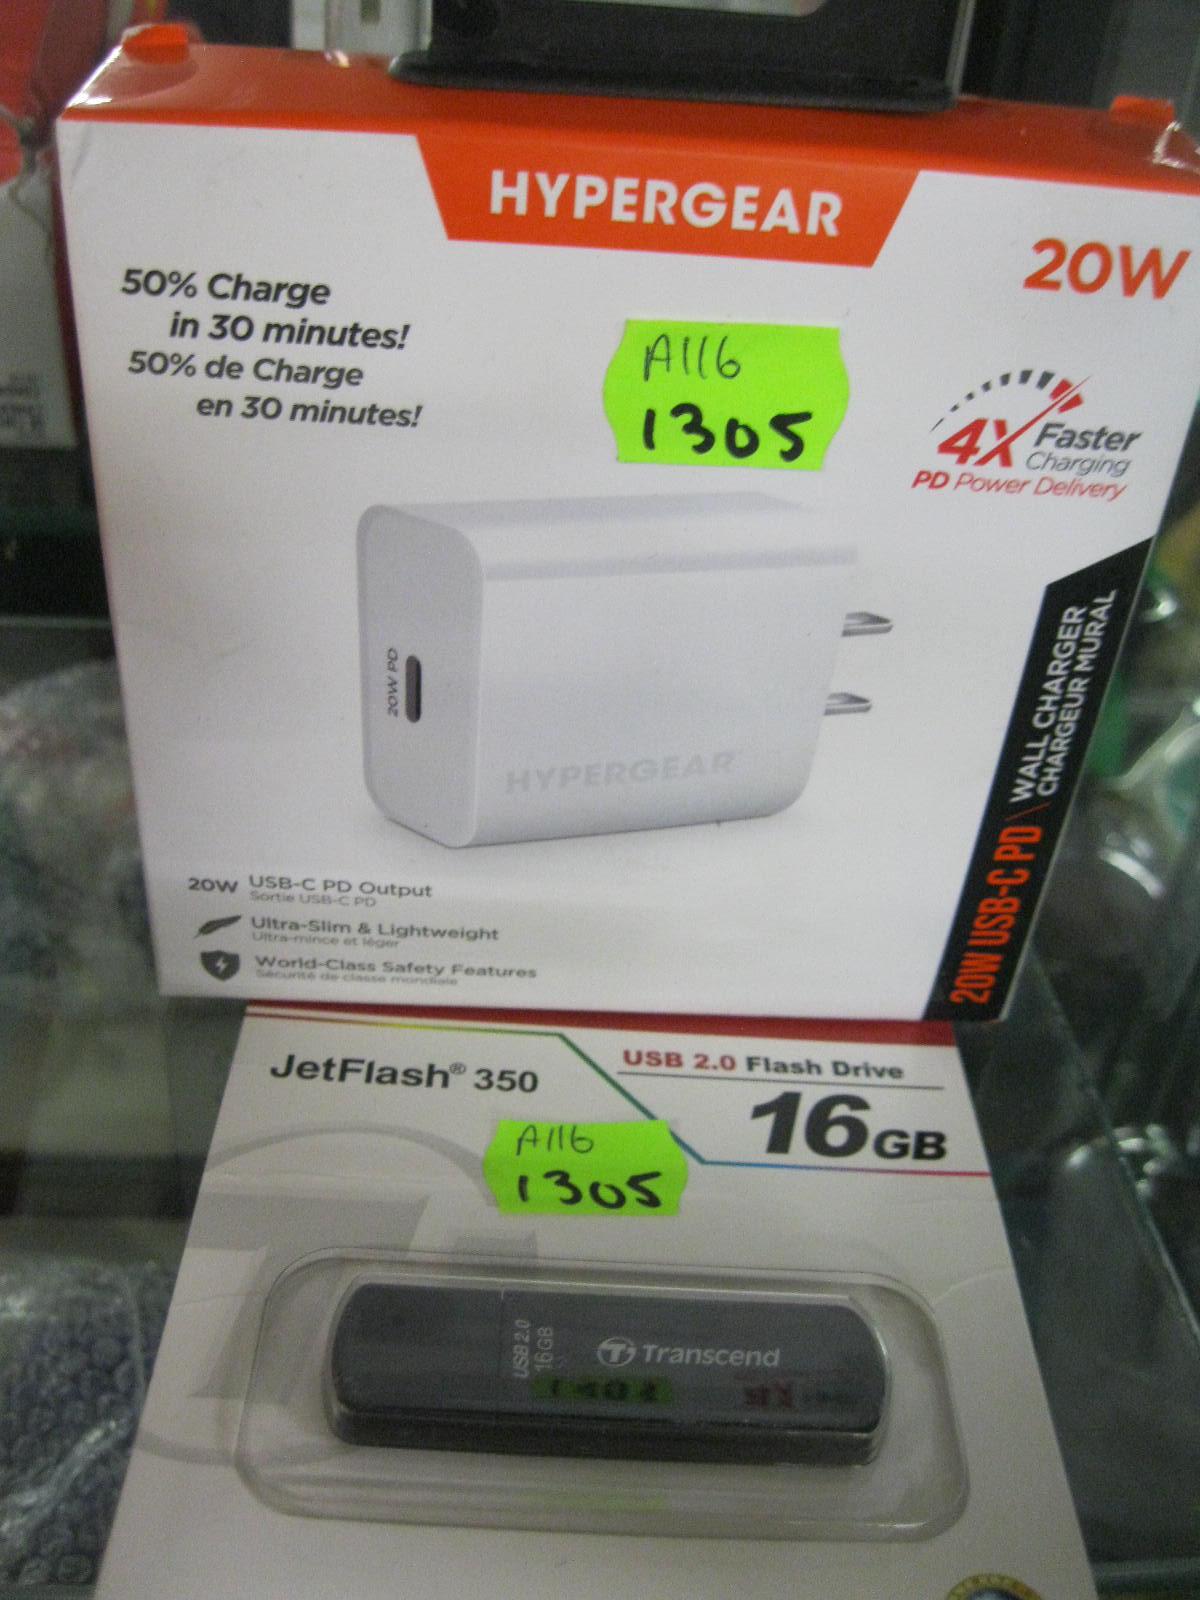 HYPERGEAR
20W
50% Charge
in 30 minutes!
50% de Charge
en 30 minutes!
A116
1305
4X Faster
Charging
PD Power Delivery
20W PD
HYPERGEAR
20W USB-C PD \ WALL CHARGER
CHARGEUR MURAL
20W USB-C PD Output
Sortie USB-C PD
Ultra-Slim & Lightweight
Ultra-mince et léger
World-Class Safety Features
Sécurité de classe mondiale
JetFlash® 350
USB 2.0 Flash Drive
16GB
A116
1305
USB 2.0
16GB
Transcend